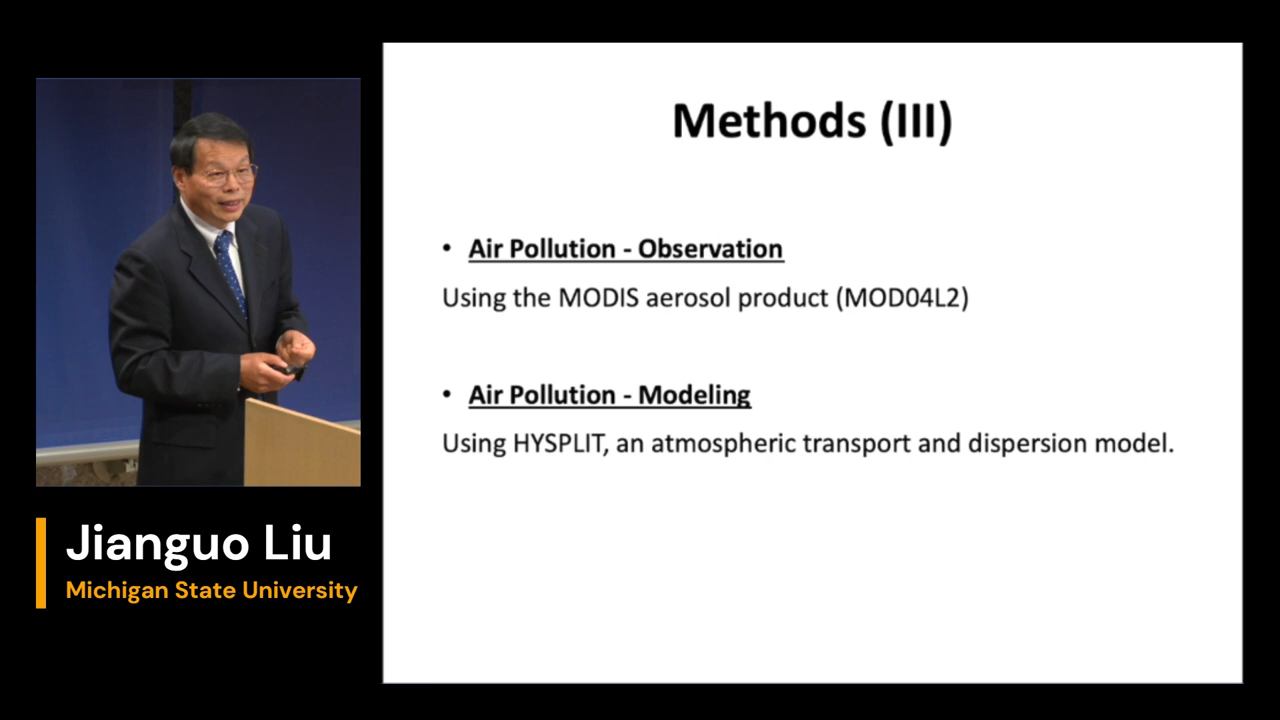 Methods (III)
• Air Pollution - Observation
Using the MODIS aerosol product (MOD04L2)
• Air Pollution - Modeling
Using HYSPLIT, an atmospheric transport and dispersion model.
Jianguo Liu
Michigan State University